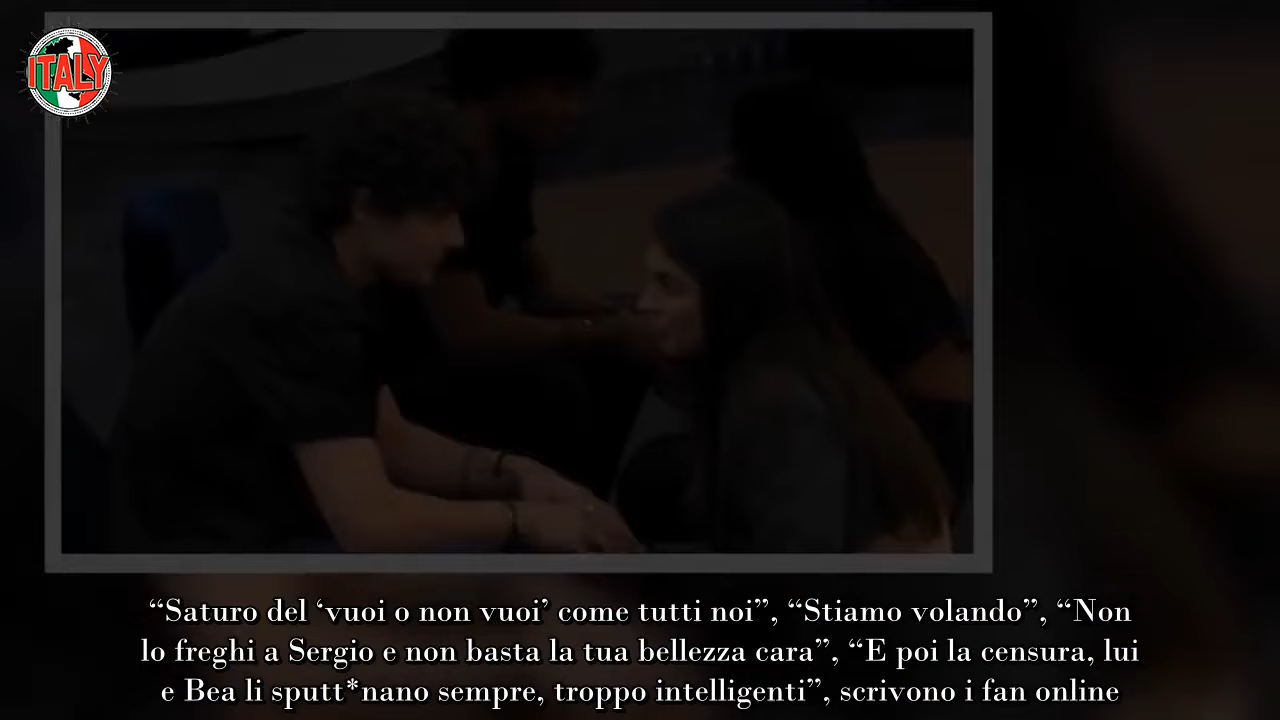 ITALY
“Saturo del ‘vuoi o non vuoi’ come tutti noi”, “Stiamo volando”, “Non
lo freghi a Sergio e non basta la tua bellezza cara”, “E poi la censura, lui
e Bea li sputt*nano sempre, troppo intelligenti”, scrivono i fan online